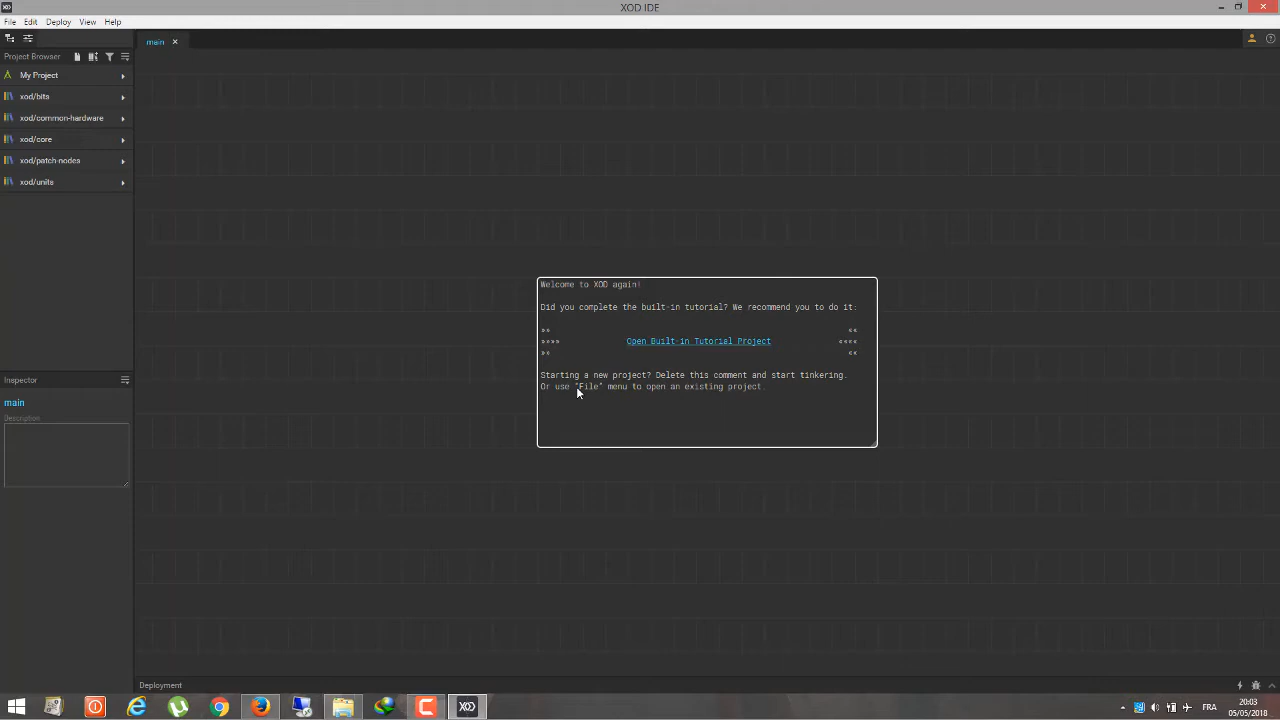 XOD IDE
File Edit Deploy View Help
main
Project Browser
My Project
xod/bits
xod/common-hardware
xod/core
xod/patch-nodes
xod/units
Welcome to XOD again!
Did you complete the built-in tutorial? We recommend you to do it:
»» ««
»»»» Open Built-in Tutorial Project ««««
»» ««
Starting a new project? Delete this comment and start tinkering.
Or use "File" menu to open an existing project.
Inspector
main
Description
Deployment
FRA
20:03
05/05/2018